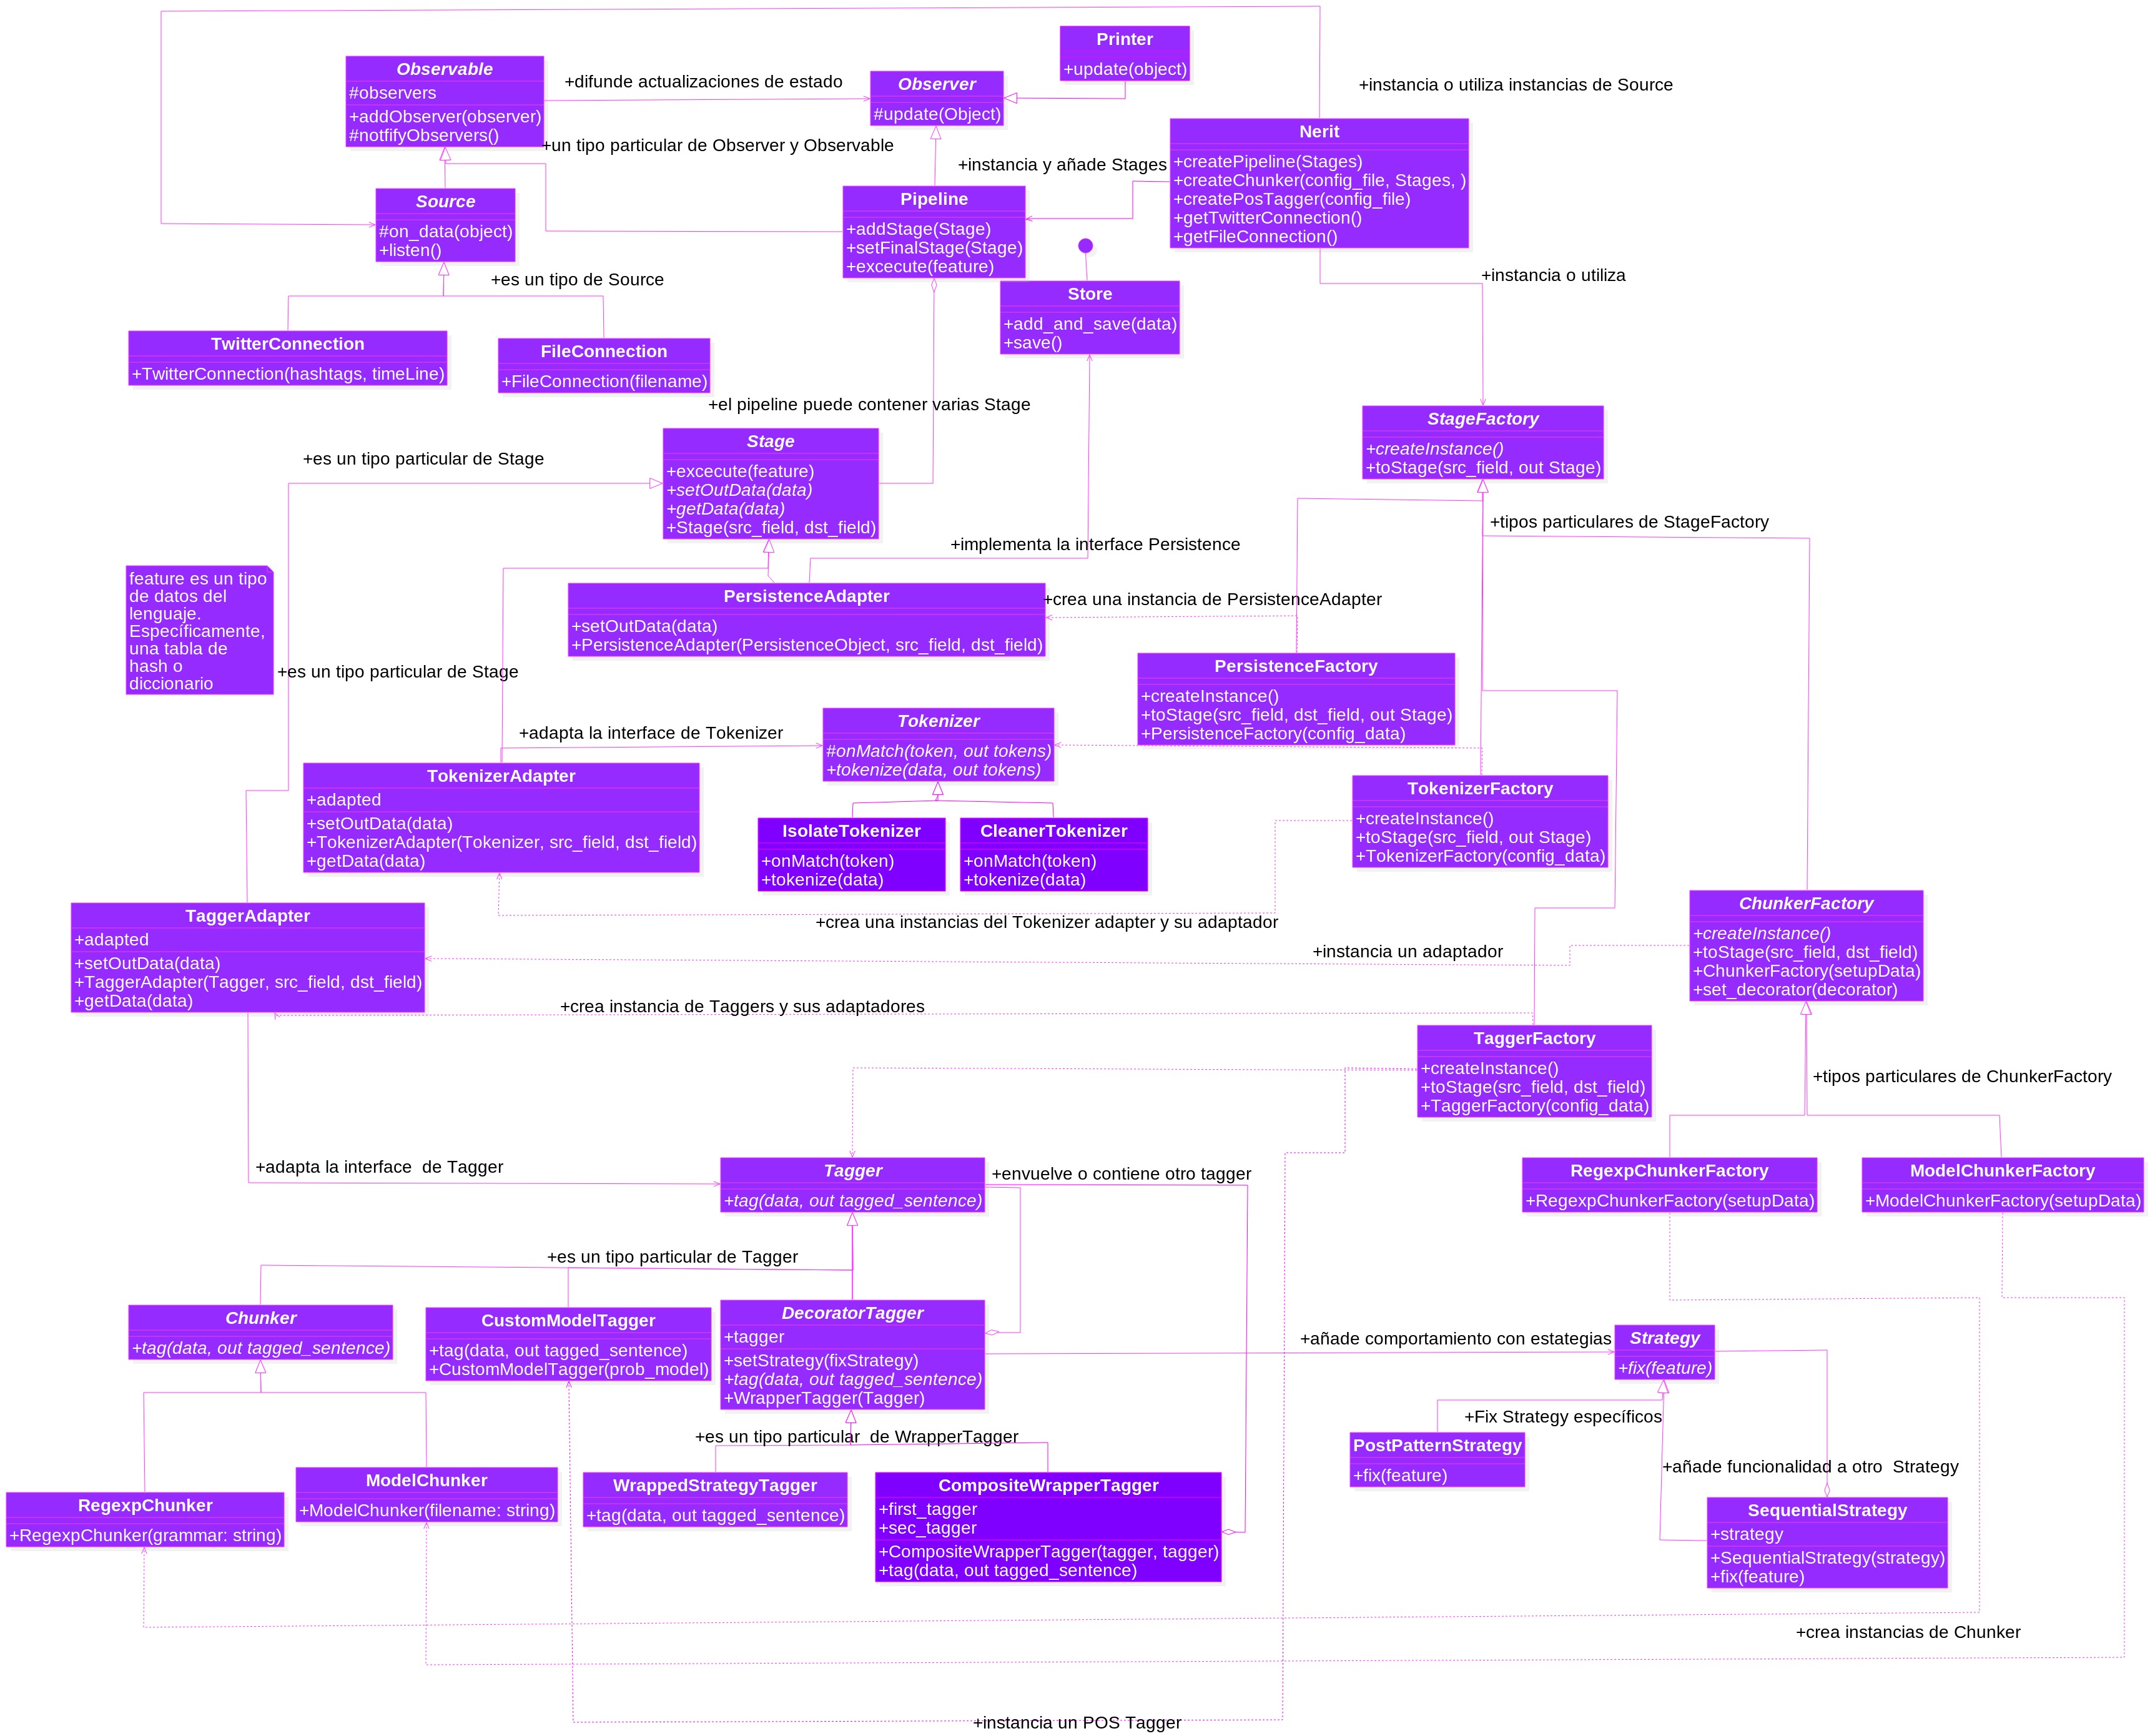 Printer
+update(object)
Observable
#observers
+addObserver(observer)
#notfifyObservers()
+difunde actualizaciones de estado
Observer
#update(Object)
+instancia o utiliza instancias de Source
+un tipo particular de Observer y Observable
Nerit
+createPipeline(Stages)
+createChunker(config_file, Stages, )
+createPosTagger(config_file)
+getTwitterConnection()
+getFileConnection()
+instancia y añade Stages
Source
#on_data(object)
+listen()
Pipeline
+addStage(Stage)
+setFinalStage(Stage)
+excecute(feature)
+es un tipo de Source
+instancia o utiliza
Store
+add_and_save(data)
+save()
TwitterConnection
+TwitterConnection(hashtags, timeLine)
FileConnection
+FileConnection(filename)
+el pipeline puede contener varias Stage
StageFactory
+createInstance()
+toStage(src_field, out Stage)
Stage
+excecute(feature)
+setOutData(data)
+getData(data)
+Stage(src_field, dst_field)
+es un tipo particular de Stage
+tipos particulares de StageFactory
+implementa la interface Persistence
feature es un tipo
de datos del
lenguaje.
Específicamente,
una tabla de
hash o
diccionario
PersistenceAdapter
+setOutData(data)
+PersistenceAdapter(PersistenceObject, src_field, dst_field)
+crea una instancia de PersistenceAdapter
+es un tipo particular de Stage
PersistenceFactory
+createInstance()
+toStage(src_field, dst_field, out Stage)
+PersistenceFactory(config_data)
+adapta la interface de Tokenizer
Tokenizer
#onMatch(token, out tokens)
+tokenize(data, out tokens)
TokenizerAdapter
+adapted
+setOutData(data)
+TokenizerAdapter(Tokenizer, src_field, dst_field)
+getData(data)
IsolateTokenizer
+onMatch(token)
+tokenize(data)
CleanerTokenizer
+onMatch(token)
+tokenize(data)
TokenizerFactory
+createInstance()
+toStage(src_field, out Stage)
+TokenizerFactory(config_data)
+crea una instancias del Tokenizer adapter y su adaptador
TaggerAdapter
+adapted
+setOutData(data)
+TaggerAdapter(Tagger, src_field, dst_field)
+getData(data)
+instancia un adaptador
ChunkerFactory
+createInstance()
+toStage(src_field, dst_field)
+ChunkerFactory(setupData)
+set_decorator(decorator)
+crea instancia de Taggers y sus adaptadores
TaggerFactory
+createInstance()
+toStage(src_field, dst_field)
+TaggerFactory(config_data)
+tipos particulares de ChunkerFactory
+adapta la interface  de Tagger
Tagger
+tag(data, out tagged_sentence)
+envuelve o contiene otro tagger
RegexpChunkerFactory
+RegexpChunkerFactory(setupData)
ModelChunkerFactory
+ModelChunkerFactory(setupData)
+es un tipo particular de Tagger
Chunker
+tag(data, out tagged_sentence)
CustomModelTagger
+tag(data, out tagged_sentence)
+CustomModelTagger(prob_model)
DecoratorTagger
+tagger
+setStrategy(fixStrategy)
+tag(data, out tagged_sentence)
+WrapperTagger(Tagger)
+añade comportamiento con estategias
Strategy
+fix(feature)
+Fix Strategy específicos
+es un tipo particular  de WrapperTagger
PostPatternStrategy
+fix(feature)
+añade funcionalidad a otro  Strategy
RegexpChunker
+RegexpChunker(grammar: string)
ModelChunker
+ModelChunker(filename: string)
WrappedStrategyTagger
+tag(data, out tagged_sentence)
CompositeWrapperTagger
+first_tagger
+sec_tagger
+CompositeWrapperTagger(tagger, tagger)
+tag(data, out tagged_sentence)
SequentialStrategy
+strategy
+SequentialStrategy(strategy)
+fix(feature)
+crea instancias de Chunker
+instancia un POS Tagger